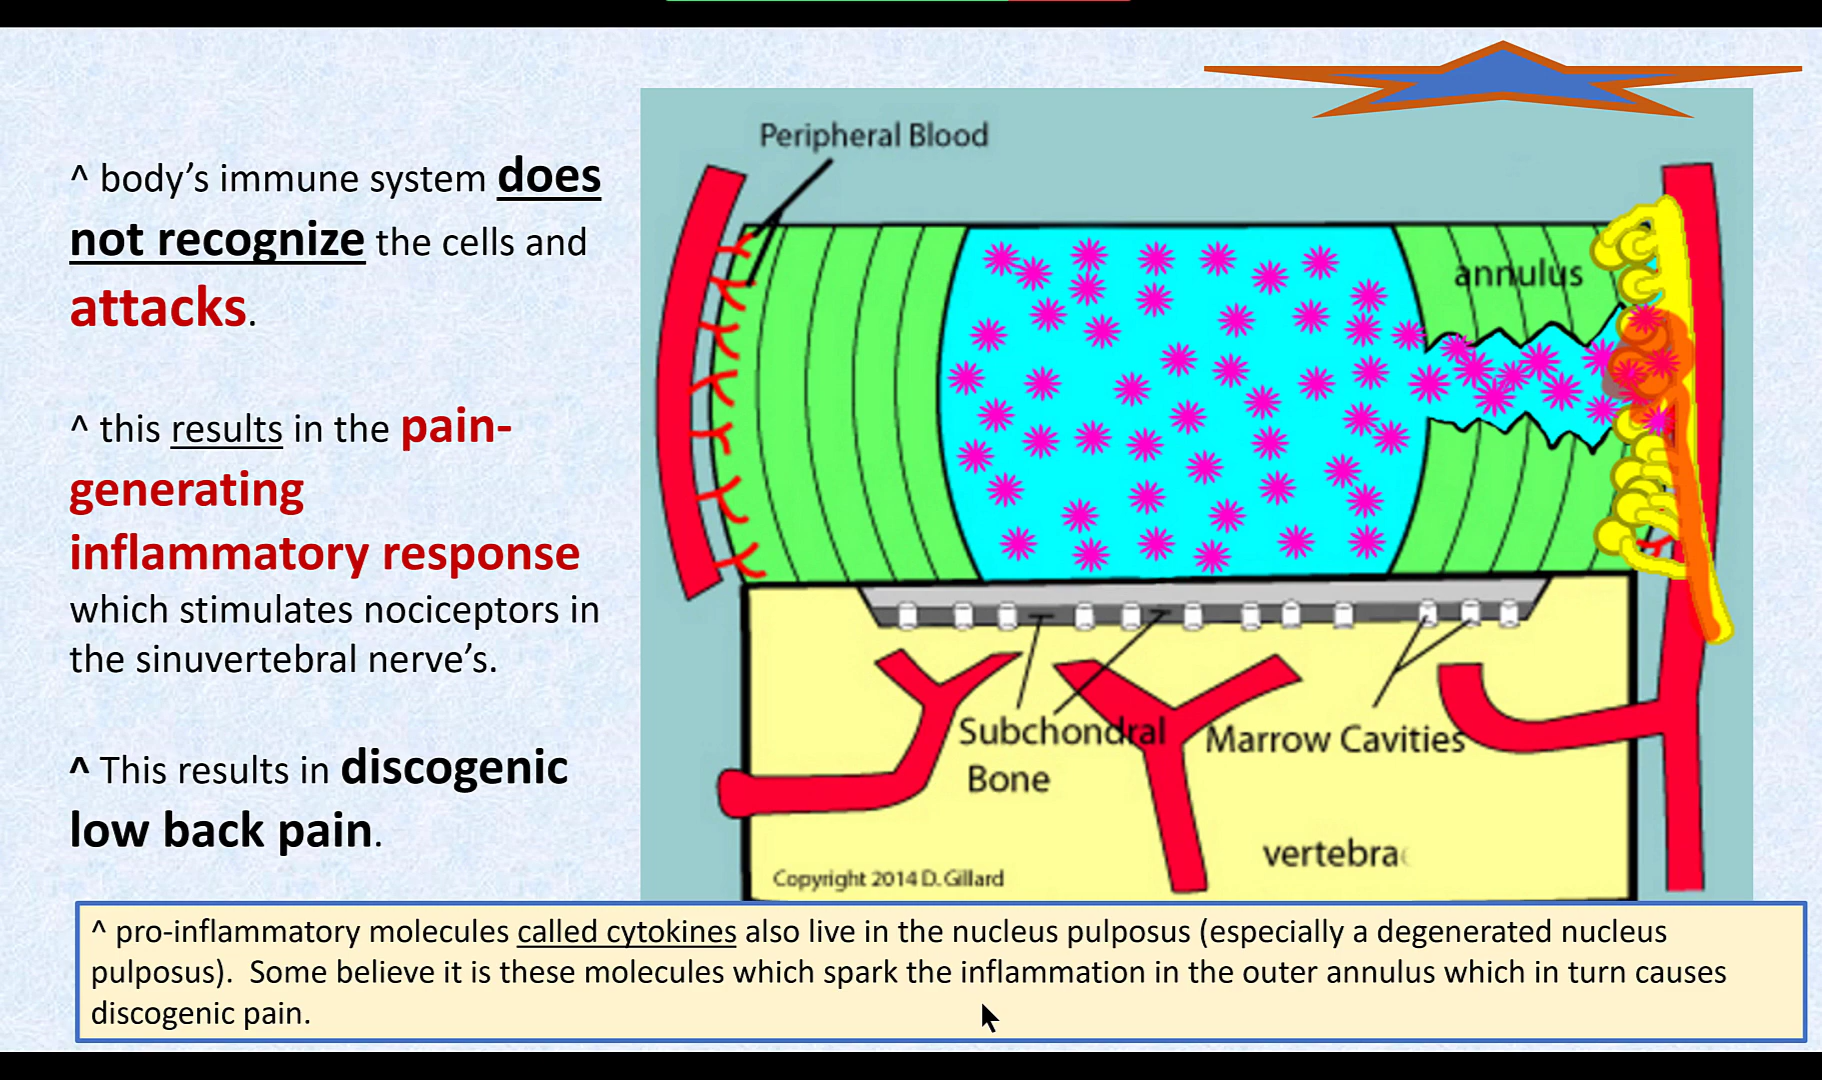 ^ body’s immune system does
not recognize the cells and
attacks.
^ this results in the pain-
generating
inflammatory response
which stimulates nociceptors in
the sinuvertebral nerve’s.
^ This results in discogenic
low back pain.
Peripheral Blood
annulus
Subchondral
Bone
Marrow Cavities
vertebrae
Copyright 2014 D. Gillard
^ pro-inflammatory molecules called cytokines also live in the nucleus pulposus (especially a degenerated nucleus
pulposus).  Some believe it is these molecules which spark the inflammation in the outer annulus which in turn causes
discogenic pain.